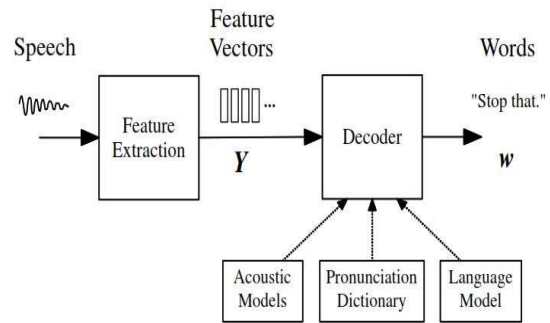 Speech
Feature
Vectors
Words
...
"Stop that."
Feature
Extraction
Y
Decoder
w
Acoustic
Models
Pronunciation
Dictionary
Language
Model